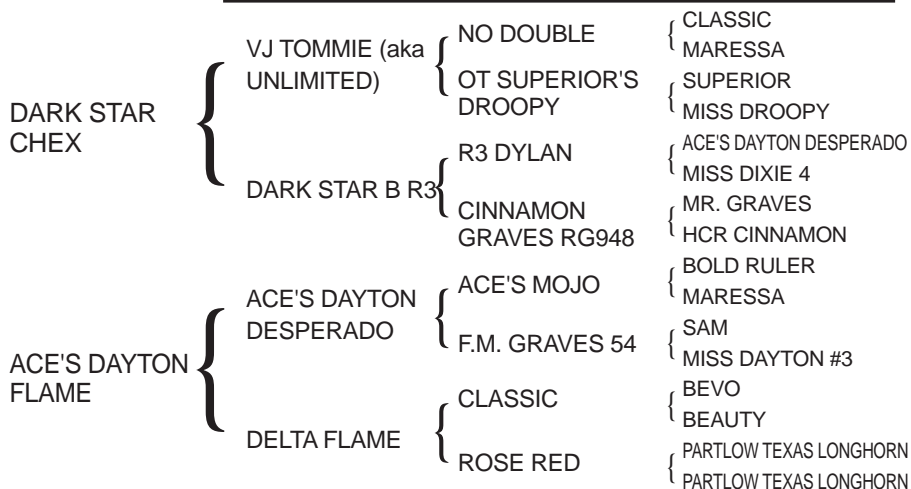 DARK STAR
CHEX
VJ TOMMIE (aka
UNLIMITED)
NO DOUBLE
CLASSIC
MARESSA
OT SUPERIOR'S
DROOPY
SUPERIOR
MISS DROOPY
DARK STAR B R3
R3 DYLAN
ACE'S DAYTON DESPERADO
MISS DIXIE 4
CINNAMON
GRAVES RG948
MR. GRAVES
HCR CINNAMON
ACE'S DAYTON
FLAME
ACE'S DAYTON
DESPERADO
ACE'S MOJO
BOLD RULER
MARESSA
F.M. GRAVES 54
SAM
MISS DAYTON #3
DELTA FLAME
CLASSIC
BEVO
BEAUTY
ROSE RED
PARTLOW TEXAS LONGHORN
PARTLOW TEXAS LONGHORN